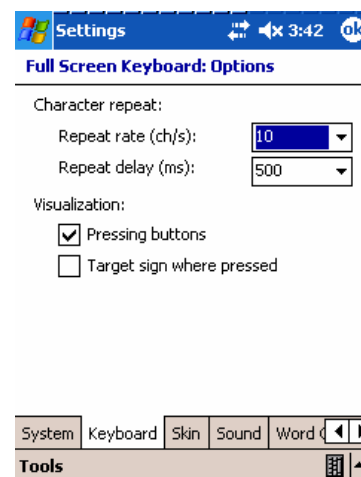 Settings 3:42 ok
Full Screen Keyboard: Options
Character repeat:
Repeat rate (ch/s): 10
Repeat delay (ms): 500
Visualization:
Pressing buttons
Target sign where pressed
System Keyboard Skin Sound Word
Tools